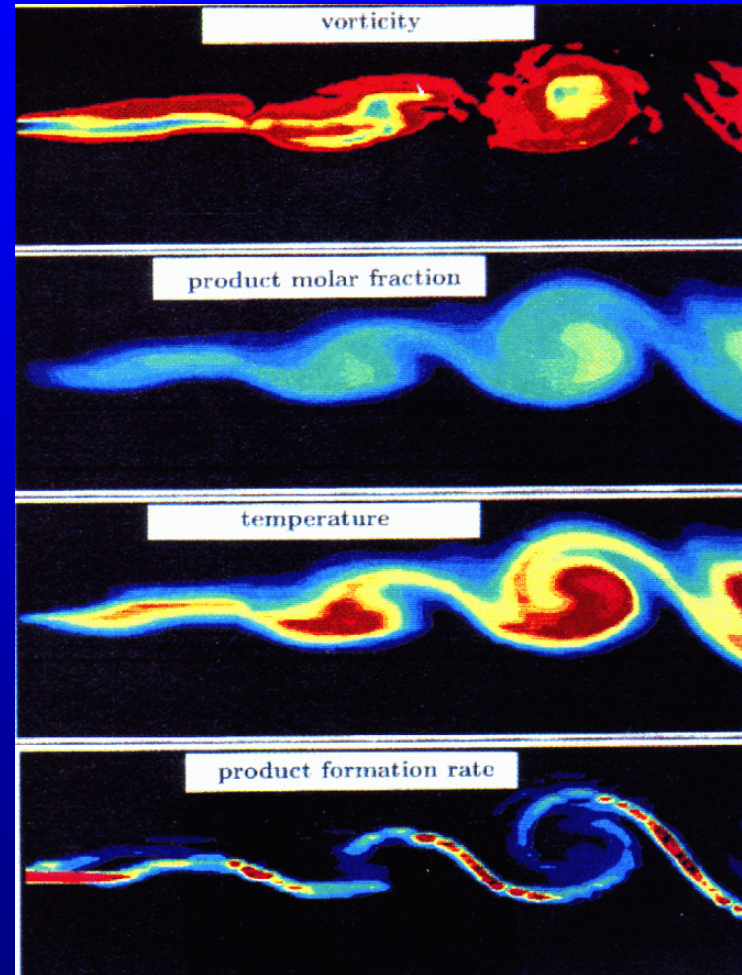 vorticity
product molar fraction
temperature
product formation rate